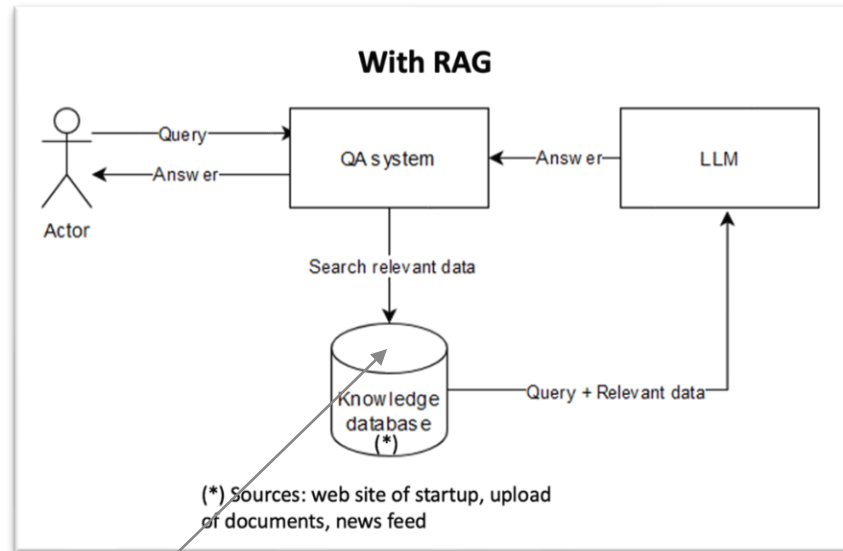 With RAG
Query
QA system
Answer
LLM
Answer
Actor
Search relevant data
Knowledge
database
(*)
Query + Relevant data
(*) Sources: web site of startup, upload
of documents, news feed